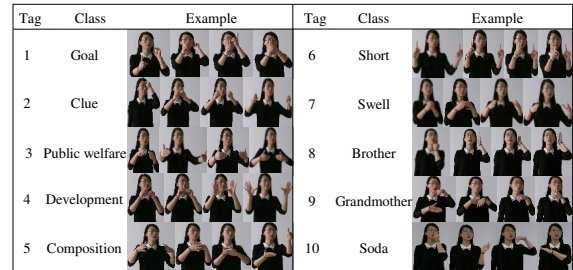 Tag Class Example Tag Class Example
1 Goal 6 Short
2 Clue 7 Swell
3 Public welfare 8 Brother
4 Development 9 Grandmother
5 Composition 10 Soda